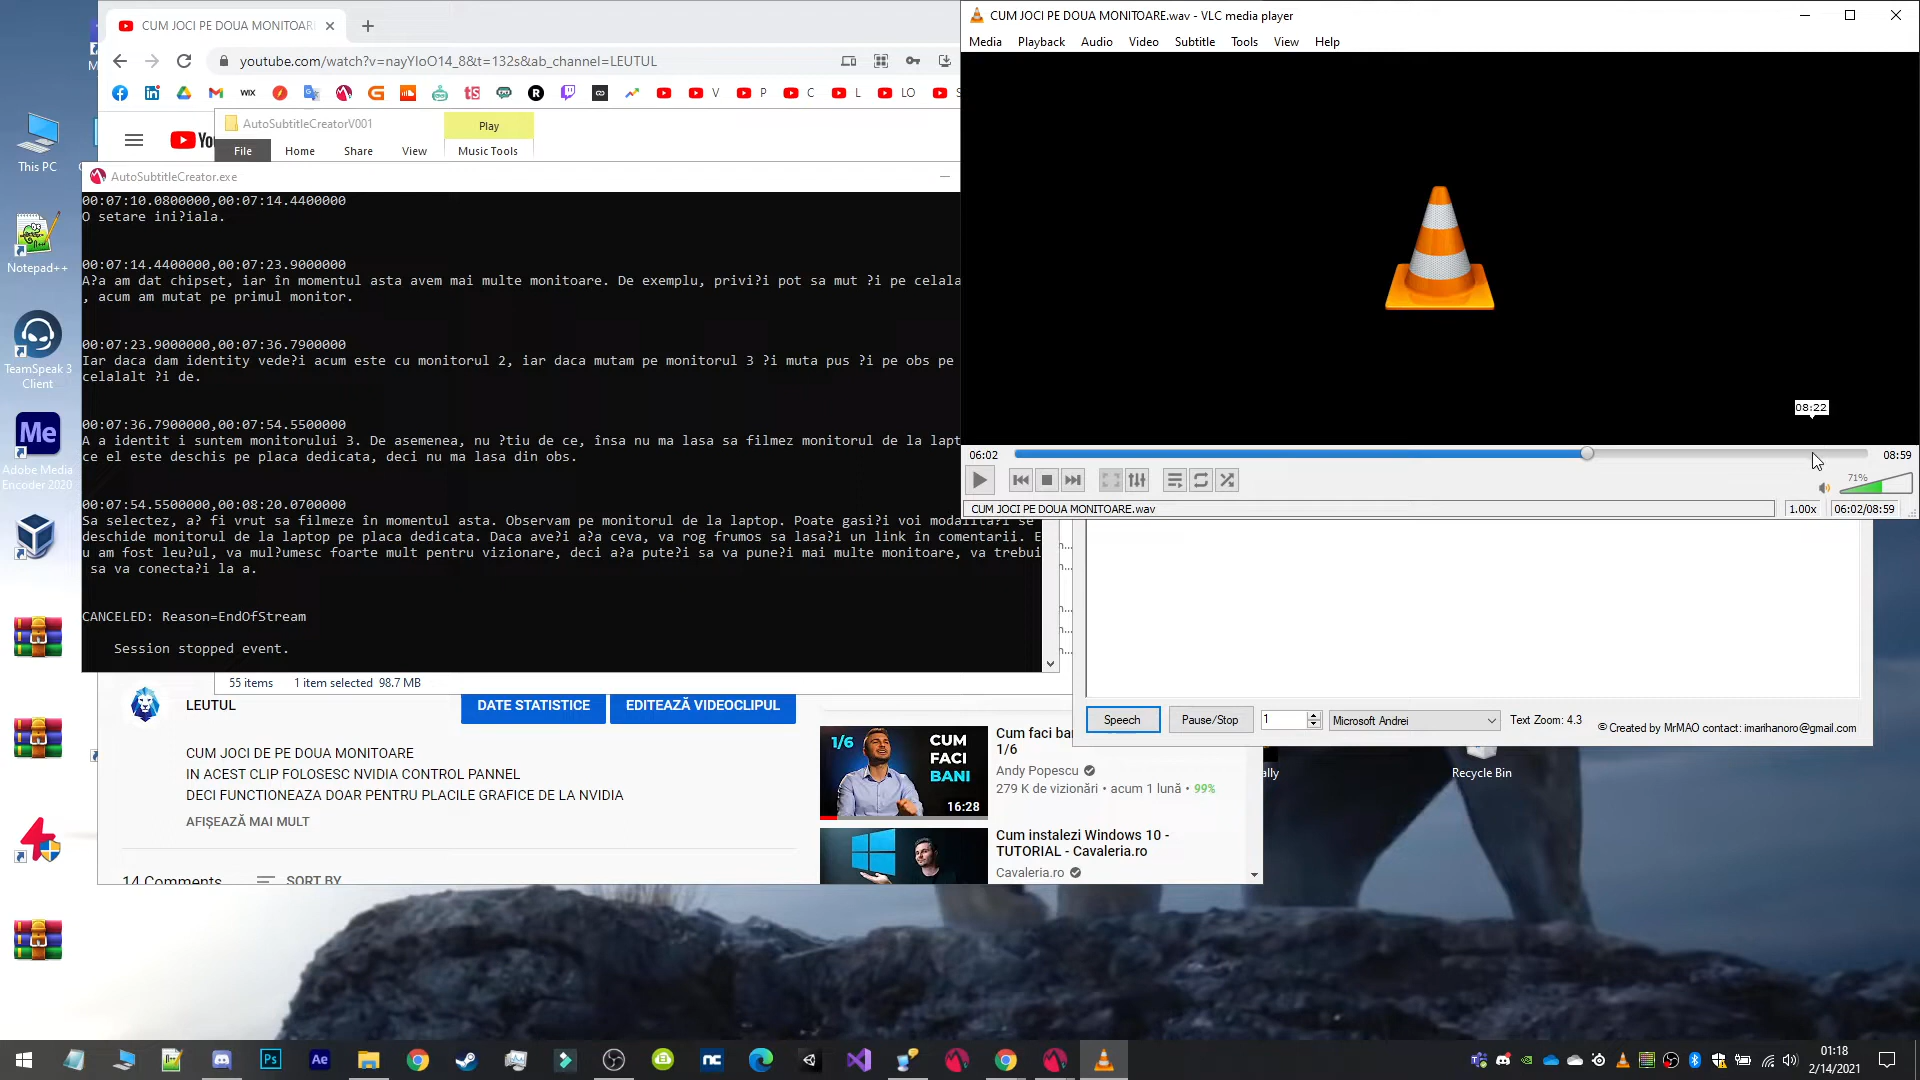 CUM JOCI PE DOUA MONITOAR
youtube.com/watch?v=nayYIoO14_8&t=132s&ab_channel=LEUTUL
WIX
V
P
C
L
LO
AutoSubtitleCreatorV001
Play
File
Home
Share
View
Music Tools
AutoSubtitleCreator.exe
00:07:10.0800000,00:07:14.4400000
O setare ini?iala.
00:07:14.4400000,00:07:23.9000000
A?a am dat chipset, iar în momentul asta avem mai multe monitoare. De exemplu, privi?i pot sa mut ?i pe celala
, acum am mutat pe primul monitor.
00:07:23.9000000,00:07:36.7900000
Iar daca dam identity vede?i acum este cu monitorul 2, iar daca mutam pe monitorul 3 ?i muta pus ?i pe obs pe
celalalt ?i de.
00:07:36.7900000,00:07:54.5500000
A a identit i suntem monitorului 3. De asemenea, nu ?tiu de ce, însa nu ma lasa sa filmez monitorul de la lapt
ce el este deschis pe placa dedicata, deci nu ma lasa din obs.
00:07:54.5500000,00:08:20.0700000
Sa selectez, a? fi vrut sa filmeze în momentul asta. Observam pe monitorul de la laptop. Poate gasi?i voi modalita?i se
deschide monitorul de la laptop pe placa dedicata. Daca ave?i a?a ceva, va rog frumos sa lasa?i un link în comentarii. E
u am fost leu?ul, va mul?umesc foarte mult pentru vizionare, deci a?a pute?i sa va pune?i mai multe monitoare, va trebui
sa va conecta?i la a.
CANCELED: Reason=EndOfStream
Session stopped event.
55 items
1 item selected 98.7 MB
CUM JOCI PE DOUA MONITOARE.wav - VLC media player
Media
Playback
Audio
Video
Subtitle
Tools
View
Help
08:22
06:02
08:59
71%
CUM JOCI PE DOUA MONITOARE.wav
1.00x
06:02/08:59
Speech
Pause/Stop
1
Microsoft Andrei
Text Zoom: 4.3
© Created by MrMAO contact: imarihanoro@gmail.com
LEUTUL
DATE STATISTICE
EDITEAZĂ VIDEOCLIPUL
CUM JOCI DE PE DOUA MONITOARE
IN ACEST CLIP FOLOSESC NVIDIA CONTROL PANNEL
DECI FUNCTIONEAZA DOAR PENTRU PLACILE GRAFICE DE LA NVIDIA
AFIȘEAZĂ MAI MULT
14 Comments
SORT BY
1/6
CUM
FACI
BANI
16:28
Cum faci ba
1/6
Andy Popescu
279 K de vizionări • acum 1 lună • 99%
Cum instalezi Windows 10 -
TUTORIAL - Cavaleria.ro
Cavaleria.ro
This PC
Notepad++
TeamSpeak 3
Client
Me
Adobe Media
Encoder 2020
ally
Recycle Bin
Ps
Ae
nc
01:18
2/14/2021